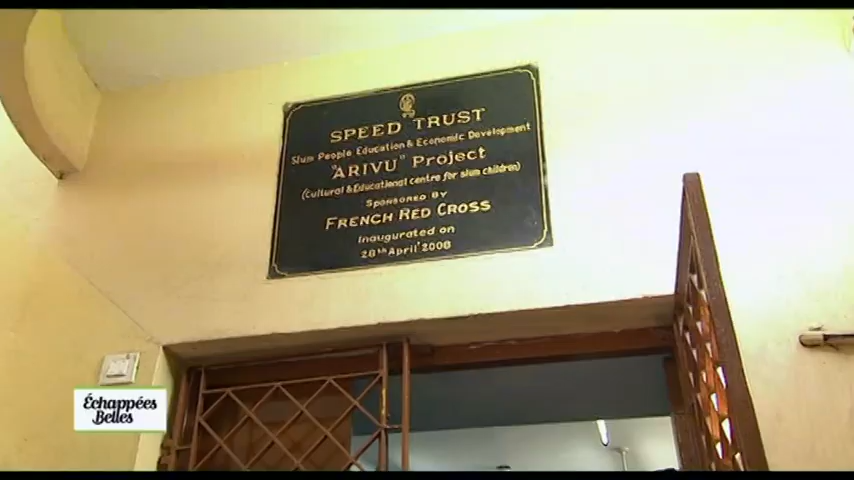 SPEED TRUST
Slum People Education & Economic Development
"ARIVU" Project
(Cultural & Educational centre for slum children)
SPONSORED BY
FRENCH RED CROSS
Inaugurated on
28th April' 2008
Échappées
Belles